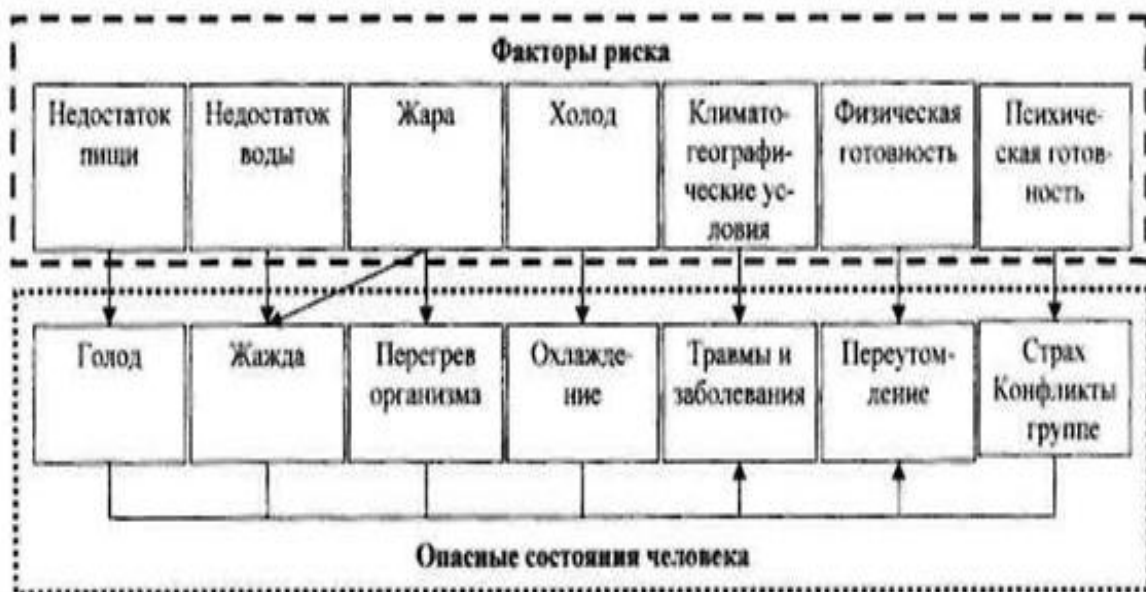 Факторы риска
Недостаток
пищи
Недостаток
воды
Жара
Холод
Климато-
географи-
ческие ус-
ловия
Физическая
готовность
Психиче-
ская готов-
ность
Голод
Жажда
Перегрев
организма
Охлажде-
ние
Травмы и
заболевания
Переутом-
ление
Страх
Конфликты
группе
Опасные состояния человека